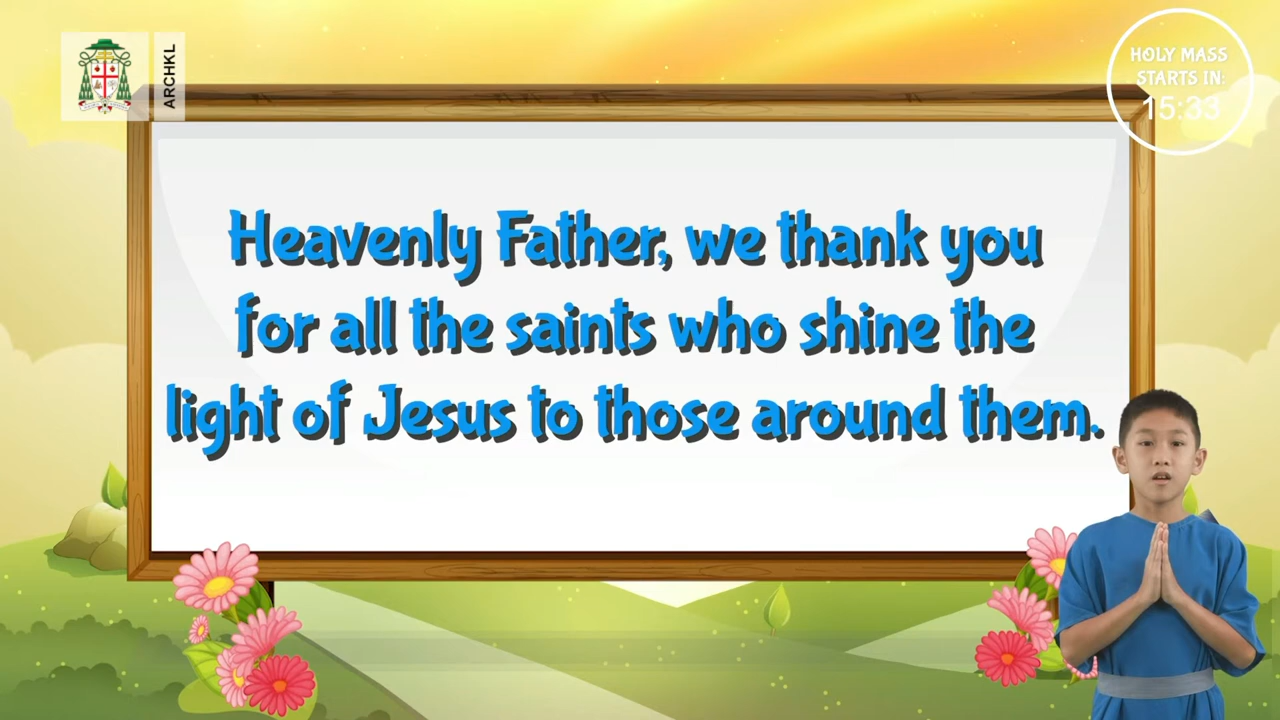 ARCHKL
HOLY MASS
STARTS IN:
15:33
Heavenly Father, we thank you
for all the saints who shine the
light of Jesus to those around them.